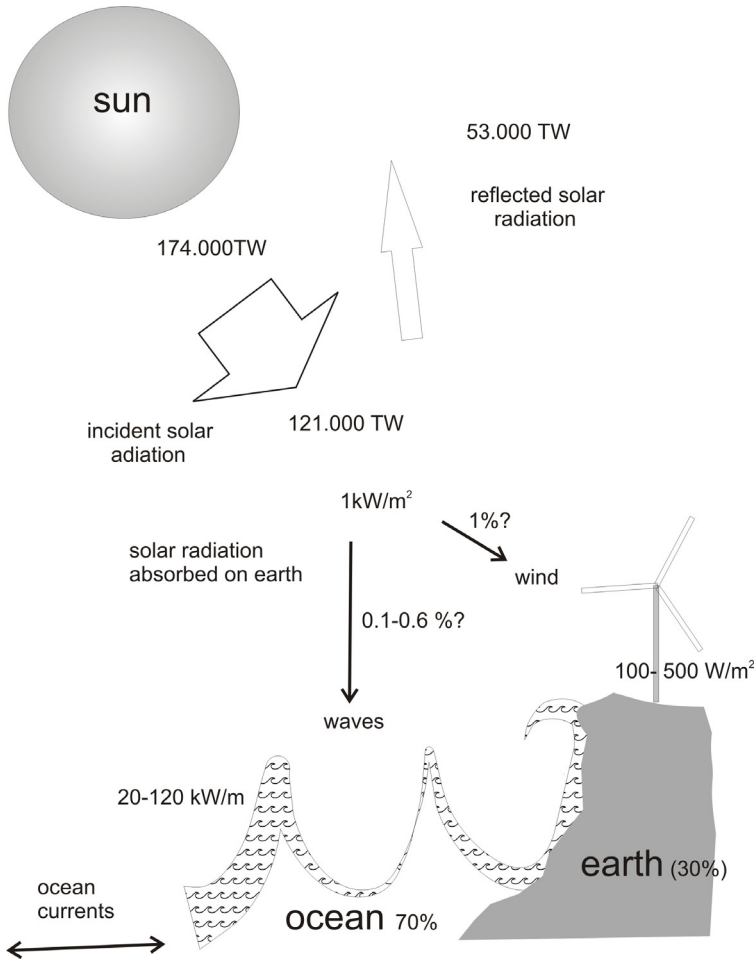 sun
53.000 TW
reflected solar
radiation
174.000TW
121.000 TW
incident solar
adiation
1kW/m²
1%?
solar radiation
absorbed on earth
wind
0.1-0.6 %?
100- 500 W/m²
waves
20-120 kW/m
earth (30%)
ocean
currents
ocean 70%